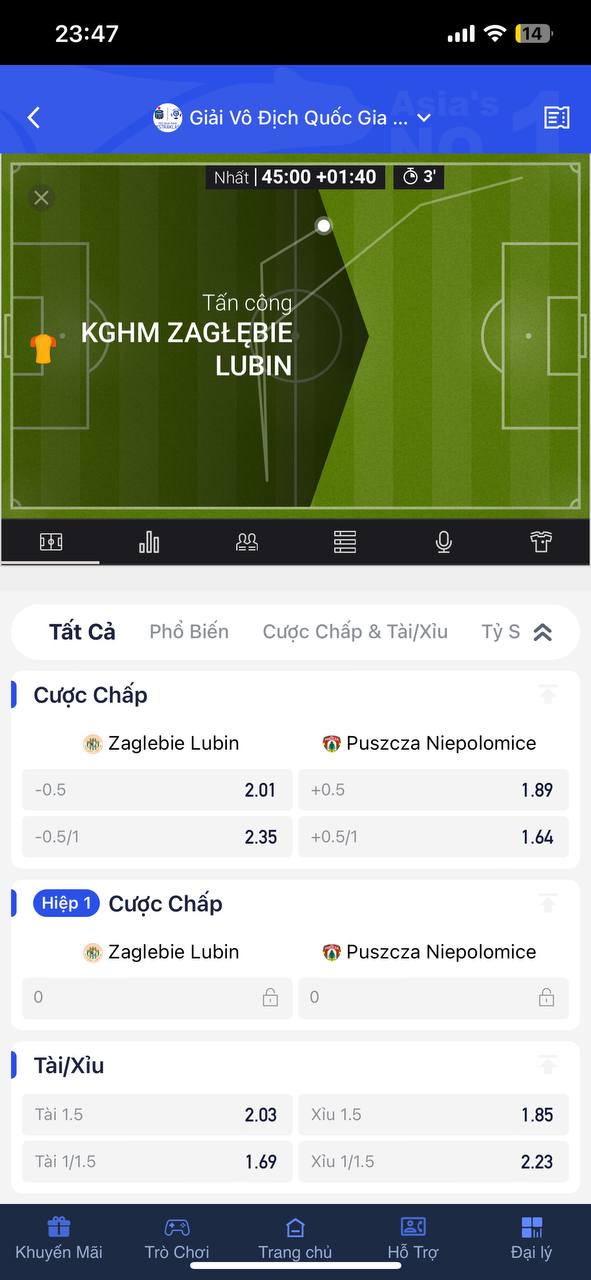 23:47
14
Asia's
NO.1
Giải Vô Địch Quốc Gia ...
Nhất | 45:00 +01:40 3'
Tấn công
KGHM ZAGŁĘBIE
LUBIN
Tất Cả Phổ Biến Cược Chấp & Tài/Xỉu Tỷ S
Cược Chấp
Zaglebie Lubin Puszcza Niepolomice
-0.5 2.01 +0.5 1.89
-0.5/1 2.35 +0.5/1 1.64
Hiệp 1 Cược Chấp
Zaglebie Lubin Puszcza Niepolomice
0 0
Tài/Xỉu
Tài 1.5 2.03 Xỉu 1.5 1.85
Tài 1/1.5 1.69 Xỉu 1/1.5 2.23
Khuyến Mãi Trò Chơi Trang chủ Hỗ Trợ Đại lý